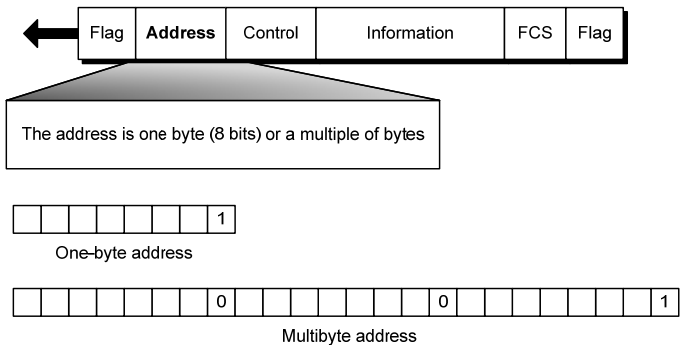 Flag Address Control Information FCS Flag
The address is one byte (8 bits) or a multiple of bytes
1
One-byte address
0 0 1
Multibyte address